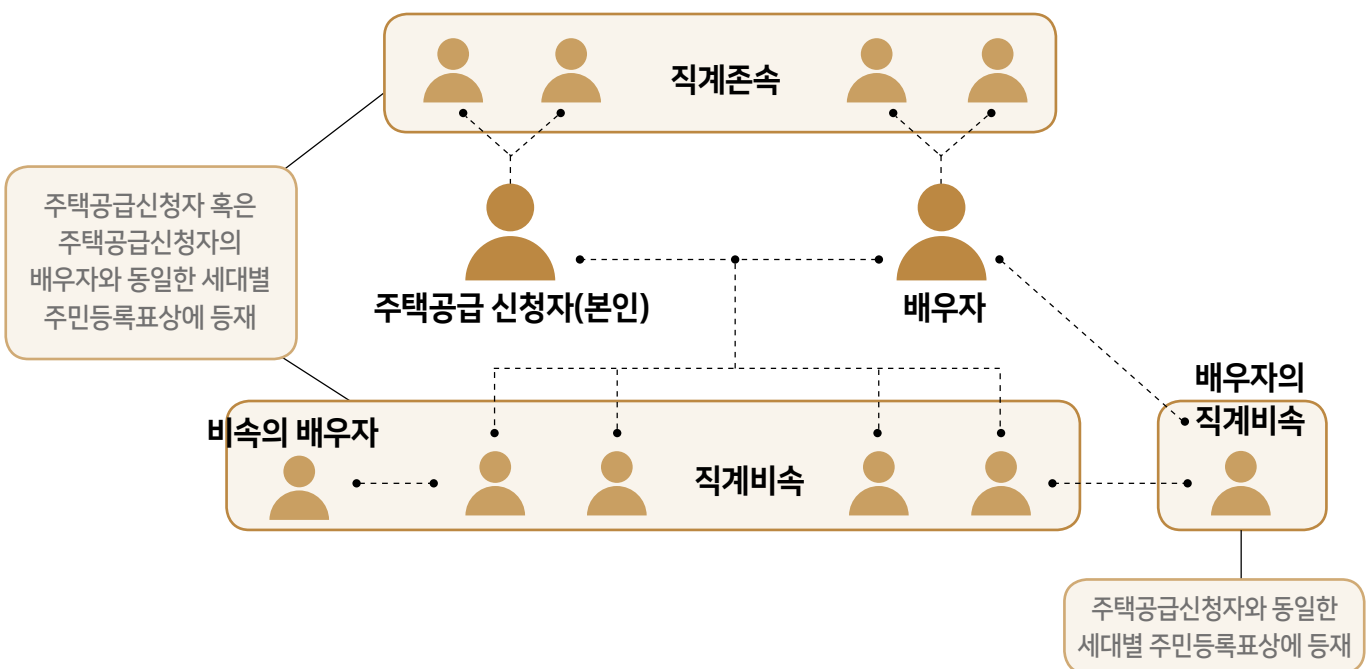 직계존속
주택공급신청자 혹은
주택공급신청자의
배우자와 동일한 세대별
주민등록표상에 등재
주택공급 신청자(본인)
배우자
배우자의
직계비속
비속의 배우자
직계비속
주택공급신청자와 동일한
세대별 주민등록표상에 등재